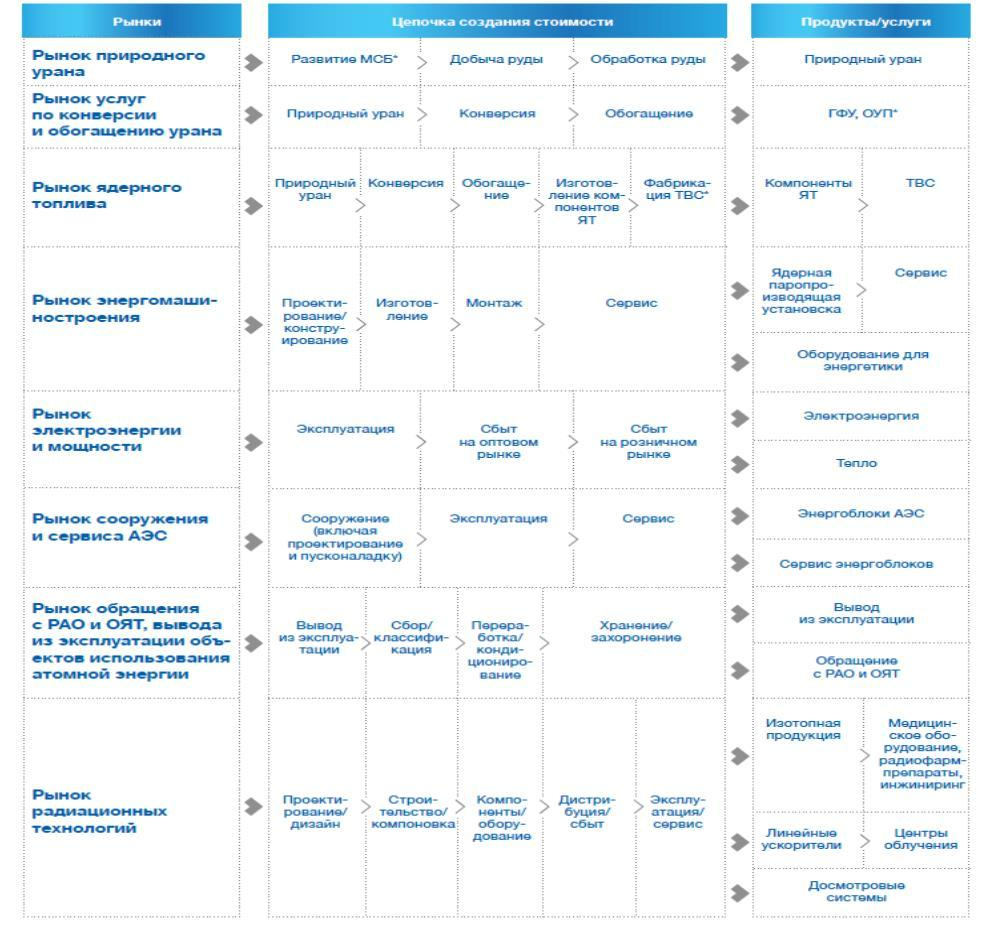 Рынки
Цепочка создания стоимости
Продукты/услуги
Рынок природного
урана
Развитие МСБ*
Добыча руды
Обработка руды
Природный уран
Рынок услуг
по конверсии
и обогащению урана
Природный уран
Конверсия
Обогащение
ГФУ, ОУП*
Рынок ядерного
топлива
Природный
уран
Конверсия
Обогаще-
ние
Изготов-
ление ком-
понентов
ЯТ
Фабрика-
ция ТВС*
Компоненты
ЯТ
ТВС
Рынок энергомаши-
ностроения
Проекти-
рование/
констру-
ирование
Изготов-
ление
Монтаж
Сервис
Ядерная
паропро-
изводящая
установска
Сервис
Оборудование для
энергетики
Рынок
электроэнергии
и мощности
Эксплуатация
Сбыт
на оптовом
рынке
Сбыт
на розничном
рынке
Электроэнергия
Тепло
Рынок сооружения
и сервиса АЭС
Сооружение
(включая
проектирование
и пусконаладку)
Эксплуатация
Сервис
Энергоблоки АЭС
Сервис энергоблоков
Рынок обращения
с РАО и ОЯТ, вывода
из эксплуатации объ-
ектов использования
атомной энергии
Вывод
из эксплуа-
тации
Сбор/
классифи-
кация
Перера-
ботка/
конди-
циониро-
вание
Хранение/
захоронение
Вывод
из эксплуатации
Обращение
с РАО и ОЯТ
Рынок
радиационных
технологий
Проекти-
рование/
дизайн
Строи-
тельство/
компоновка
Компо-
ненты/
обору-
дование
Дистри-
буция/
сбыт
Эксплу-
атация/
сервис
Изотопная
продукция
Медицин-
ское обо-
рудование,
радиофарм-
препараты,
инжиниринг
Линейные
ускорители
Центры
облучения
Досмотровые
системы